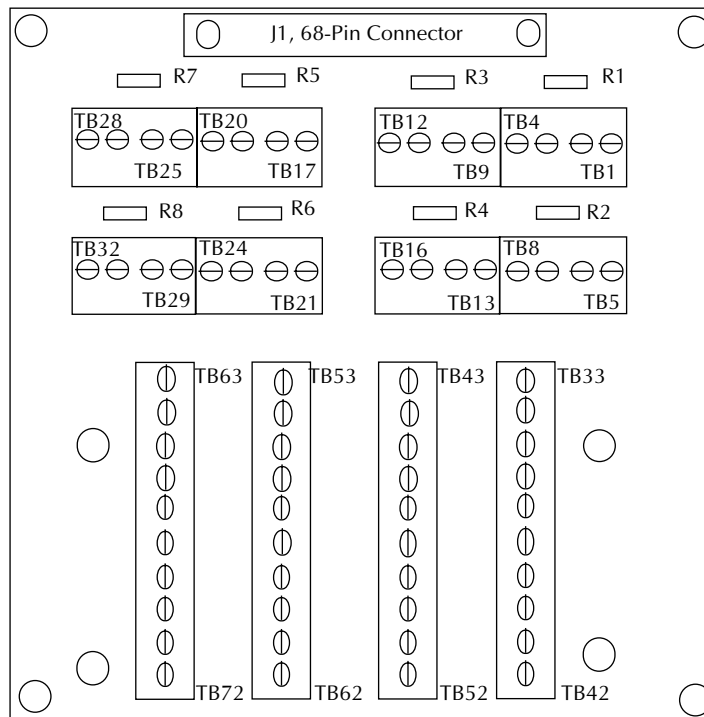 J1, 68-Pin Connector
R7 R5 R3 R1
TB28 TB20 TB12 TB4
TB25 TB17 TB9 TB1
R8 R6 R4 R2
TB32 TB24 TB16 TB8
TB29 TB21 TB13 TB5
TB63 TB53 TB43 TB33
TB72 TB62 TB52 TB42